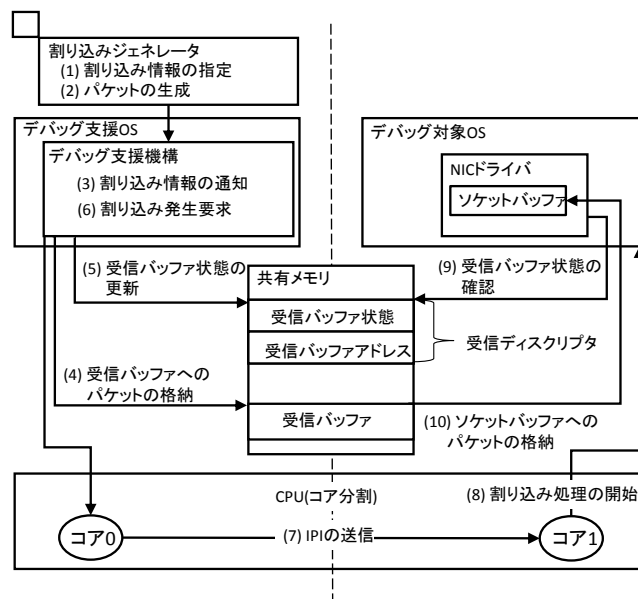 割り込みジェネレータ
(1) 割り込み情報の指定
(2) パケットの生成
デバッグ支援OS
デバッグ支援機構
(3) 割り込み情報の通知
(6) 割り込み発生要求
デバッグ対象OS
NICドライバ
ソケットバッファ
(5) 受信バッファ状態の
更新
共有メモリ
(9) 受信バッファ状態の
確認
受信バッファ状態
受信バッファアドレス
受信ディスクリプタ
(4) 受信バッファへの
パケットの格納
受信バッファ
(10) ソケットバッファへの
パケットの格納
CPU(コア分割)
(8) 割り込み処理の開始
コア0
(7) IPIの送信
コア1